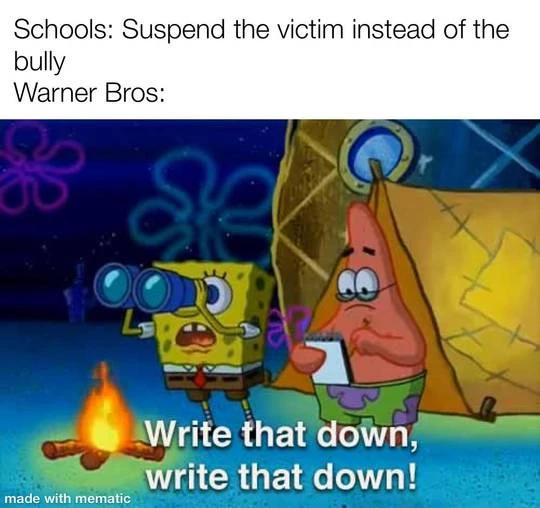 Schools: Suspend the victim instead of the
bully
Warner Bros:
Write that down,
write that down!
made with mematic